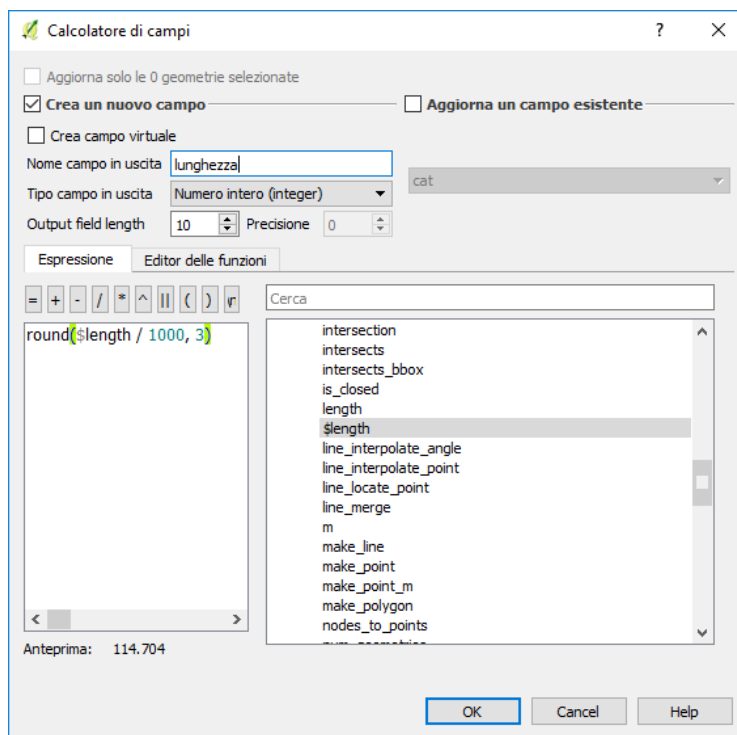 Calcolatore di campi
?
Aggiorna solo le 0 geometrie selezionate
Crea un nuovo campo
Aggiorna un campo esistente
Crea campo virtuale
Nome campo in uscita lunghezza
cat
Tipo campo in uscita Numero intero (integer)
Output field length 10 Precisione 0
Espressione Editor delle funzioni
= + - / * ^ || ( )
Cerca
round($length / 1000, 3)
intersection
intersects
intersects_bbox
is_closed
length
$length
line_interpolate_angle
line_interpolate_point
line_locate_point
line_merge
m
make_line
make_point
make_point_m
make_polygon
nodes_to_points
Anteprima: 114.704
OK Cancel Help